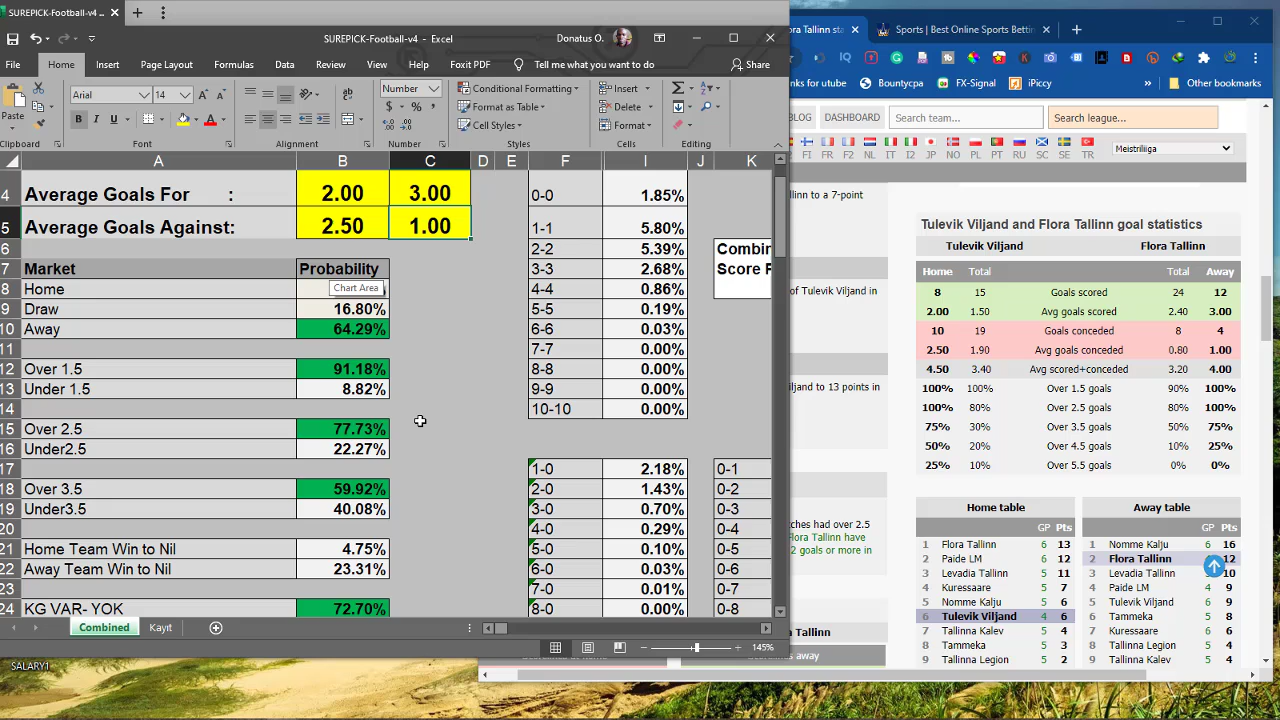 SUREPICK-Football-v4 ...
SUREPICK-Football-v4 - Excel
Donatus O.
File Home Insert Page Layout Formulas Data Review View Help Foxit PDF Tell me what you want to do Share
Paste
Arial 14
B I U A
Number
$ % ,
Conditional Formatting
Format as Table
Cell Styles
Insert
Delete
Format
Clipboard Font Alignment Number Styles Cells Editing
A B C D E F I J K
4 Average Goals For : 2.00 3.00 0-0 1.85%
5 Average Goals Against: 2.50 1.00 1-1 5.80%
6 2-2 5.39% Combin
7 Market Probability 3-3 2.68% Score F
8 Home Chart Area 4-4 0.86%
9 Draw 16.80% 5-5 0.19%
10 Away 64.29% 6-6 0.03%
11 7-7 0.00%
12 Over 1.5 91.18% 8-8 0.00%
13 Under 1.5 8.82% 9-9 0.00%
14 10-10 0.00%
15 Over 2.5 77.73%
16 Under2.5 22.27%
17 1-0 2.18% 0-1
18 Over 3.5 59.92% 2-0 1.43% 0-2
19 Under3.5 40.08% 3-0 0.70% 0-3
20 4-0 0.29% 0-4
21 Home Team Win to Nil 4.75% 5-0 0.10% 0-5
22 Away Team Win to Nil 23.31% 6-0 0.03% 0-6
23 7-0 0.01% 0-7
24 KG VAR- YOK 72.70% 8-0 0.00% 0-8
Combined Kayit
145%
SALARY1
lora Tallinn sta
Sports | Best Online Sports Bettin
nks for utube Bountycpa FX-Signal iPiccy Other bookmarks
BLOG DASHBOARD Search team... Search league...
FI FR F2 NL I1 I2 JP NO PL PT RU SC SE TR Meistriliiga
llinn to a 7-point
of Tulevik Viljand in
iljand to 13 points in
tches had over 2.5
Flora Tallinn have
2 goals or more in
Tulevik Viljand and Flora Tallinn goal statistics
Tulevik Viljand Flora Tallinn
Home Total Total Away
8 15 Goals scored 24 12
2.00 1.50 Avg goals scored 2.40 3.00
10 19 Goals conceded 8 4
2.50 1.90 Avg goals conceded 0.80 1.00
4.50 3.40 Avg scored+conceded 3.20 4.00
100% 100% Over 1.5 goals 90% 100%
100% 80% Over 2.5 goals 80% 100%
75% 30% Over 3.5 goals 50% 75%
50% 20% Over 4.5 goals 10% 25%
25% 10% Over 5.5 goals 0% 0%
Home table
GP Pts
1 Flora Tallinn 6 13
2 Paide LM 6 12
3 Levadia Tallinn 5 11
4 Kuressaare 5 7
5 Nomme Kalju 5 6
6 Tulevik Viljand 4 6
7 Tallinna Kalev 5 4
8 Tammeka 5 3
9 Tallinna Legion 5 3
Away table
GP Pts
1 Nomme Kalju 6 16
2 Flora Tallinn 12
3 Levadia Tallinn 10
4 Paide LM 4 9
5 Tulevik Viljand 6 9
6 Tammeka 5 8
7 Kuressaare 6 5
8 Tallinna Legion 5 4
9 Tallinna Kalev 5 4
a Tallinn